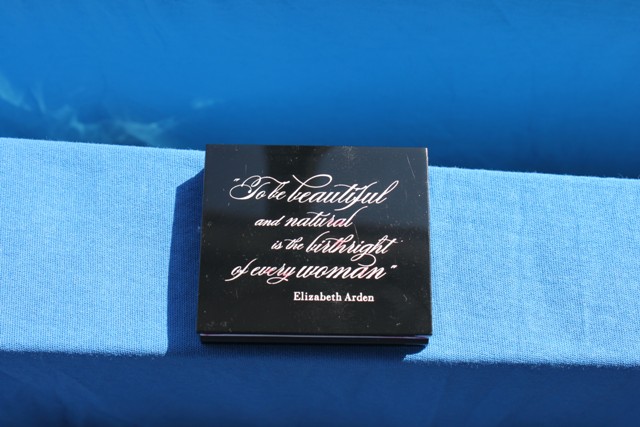 "To be beautiful
and natural
is the birthright
of every woman"
Elizabeth Arden